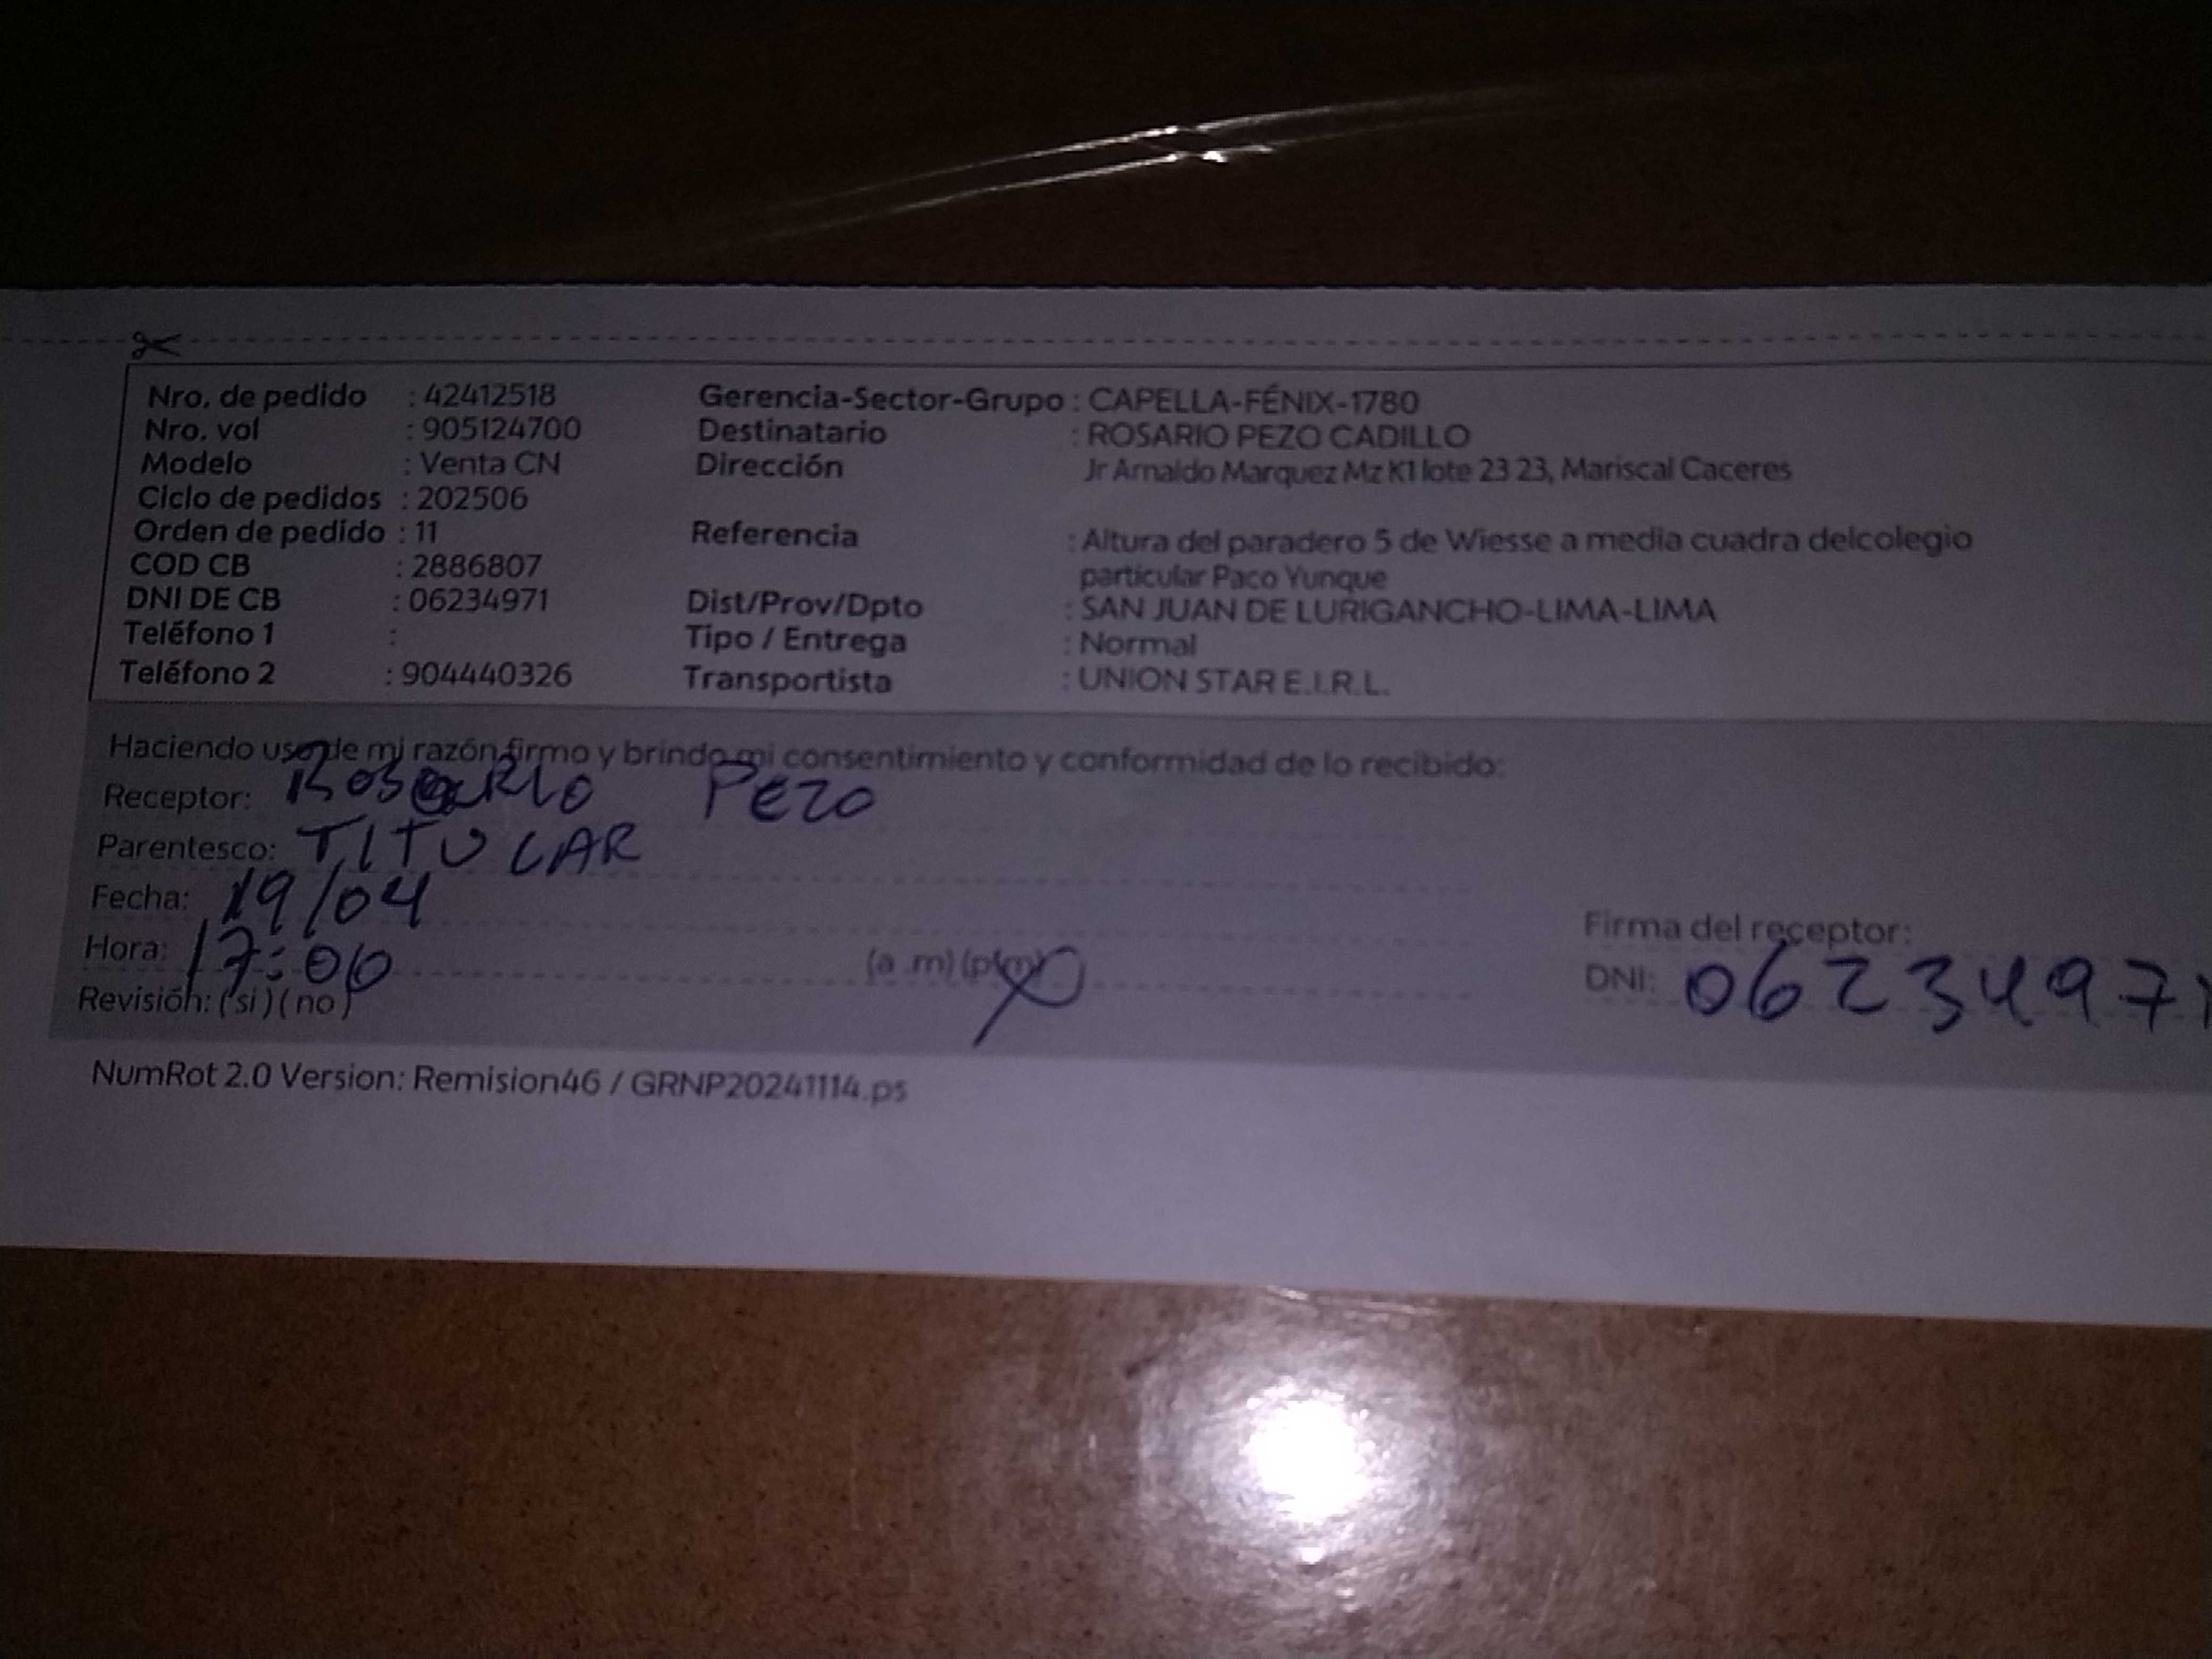 Nro. de pedido : 42412518
Nro. vol : 905124700
Modelo : Venta CN
Ciclo de pedidos : 202506
Orden de pedido : 11
COD CB : 2886807
DNI DE CB : 06234971
Teléfono 1 :
Teléfono 2 : 904440326
Gerencia-Sector-Grupo : CAPELLA-FÉNIX-1780
Destinatario : ROSARIO PEZO CADILLO
Dirección Jr Arnaldo Marquez Mz K1 lote 23 23, Mariscal Caceres
Referencia : Altura del paradero 5 de Wiesse a media cuadra delcolegio
particular Paco Yunque
Dist/Prov/Dpto : SAN JUAN DE LURIGANCHO-LIMA-LIMA
Tipo / Entrega : Normal
Transportista : UNION STAR E.I.R.L.
Haciendo uso de mi razón firmo y brindo mi consentimiento y conformidad de lo recibido:
Receptor: ROSARIO PEZO
Parentesco: TITULAR
Fecha: 19/04
Hora: 17:00 (a .m) (p.m)
Revisión: ( si ) ( no )
Firma del receptor:
DNI: 06234971
NumRot 2.0 Version: Remision46 / GRNP20241114.ps